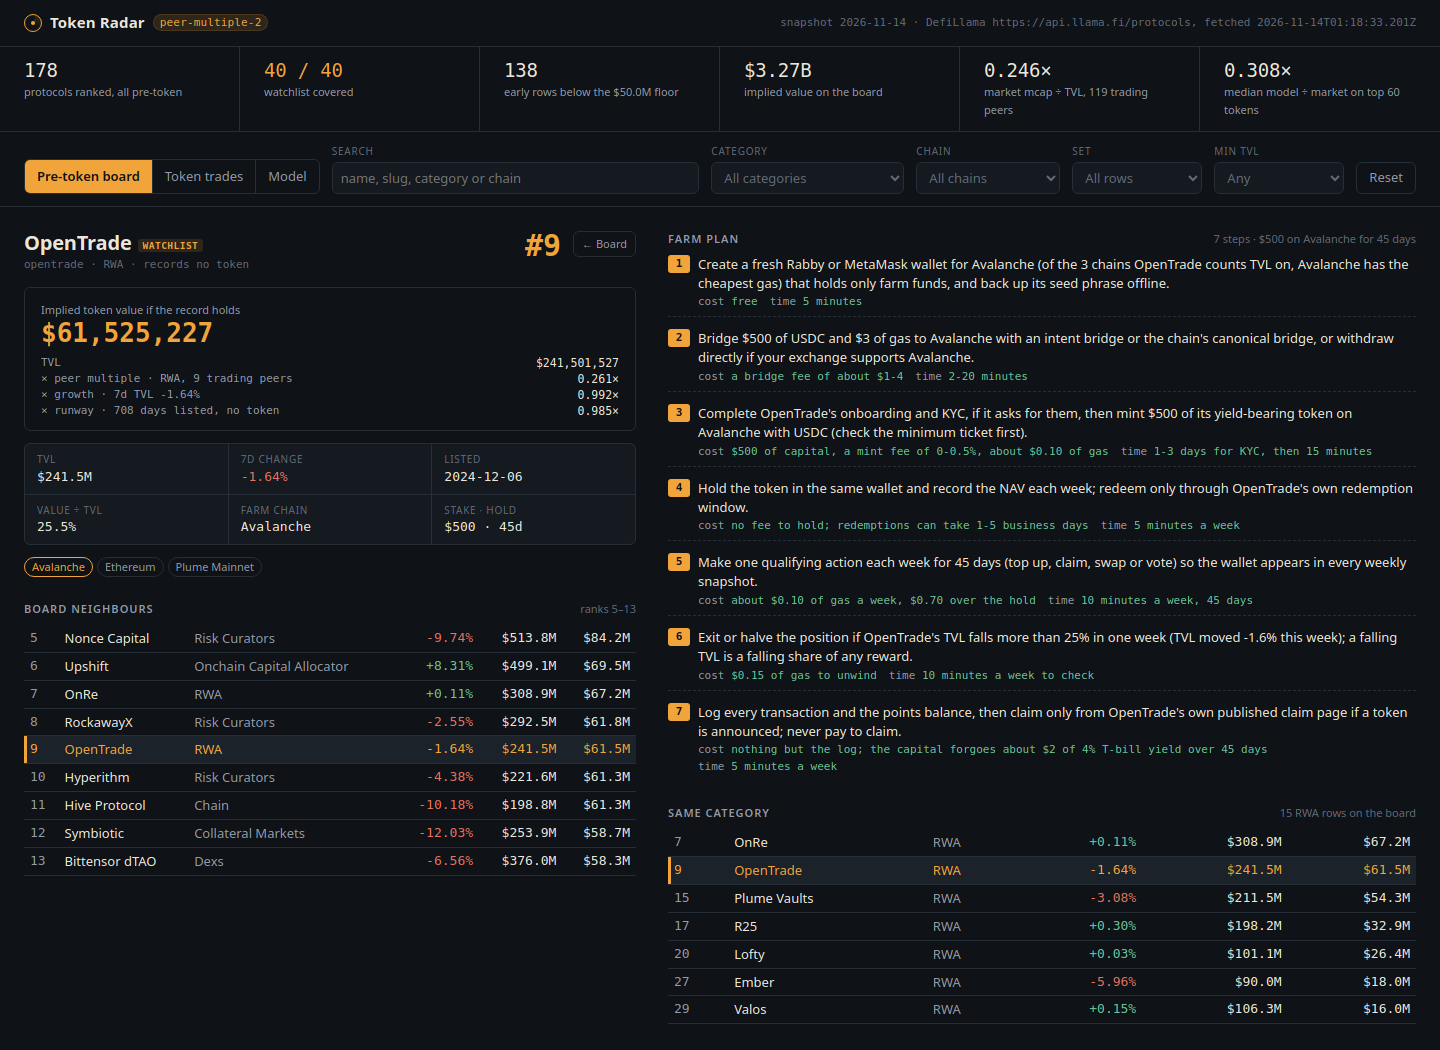 Token Radar peer-multiple-2
snapshot 2026-11-14 · DefiLlama https://api.llama.fi/protocols, fetched 2026-11-14T01:18:33.201Z
178
protocols ranked, all pre-token
40 / 40
watchlist covered
138
early rows below the $50.0M floor
$3.27B
implied value on the board
0.246×
market mcap ÷ TVL, 119 trading
peers
0.308×
median model ÷ market on top 60
tokens
Pre-token board Token trades Model
SEARCH
name, slug, category or chain
CATEGORY
All categories
CHAIN
All chains
SET
All rows
MIN TVL
Any
Reset
OpenTrade WATCHLIST
opentrade · RWA · records no token
#9
← Board
Implied token value if the record holds
$61,525,227
TVL $241,501,527
× peer multiple · RWA, 9 trading peers 0.261×
× growth · 7d TVL -1.64% 0.992×
× runway · 708 days listed, no token 0.985×
TVL
$241.5M
7D CHANGE
-1.64%
LISTED
2024-12-06
VALUE ÷ TVL
25.5%
FARM CHAIN
Avalanche
STAKE · HOLD
$500 · 45d
Avalanche Ethereum Plume Mainnet
BOARD NEIGHBOURS ranks 5–13
5 Nonce Capital Risk Curators -9.74% $513.8M $84.2M
6 Upshift Onchain Capital Allocator +8.31% $499.1M $69.5M
7 OnRe RWA +0.11% $308.9M $67.2M
8 RockawayX Risk Curators -2.55% $292.5M $61.8M
9 OpenTrade RWA -1.64% $241.5M $61.5M
10 Hyperithm Risk Curators -4.38% $221.6M $61.3M
11 Hive Protocol Chain -10.18% $198.8M $61.3M
12 Symbiotic Collateral Markets -12.03% $253.9M $58.7M
13 Bittensor dTAO Dexs -6.56% $376.0M $58.3M
FARM PLAN 7 steps · $500 on Avalanche for 45 days
1 Create a fresh Rabby or MetaMask wallet for Avalanche (of the 3 chains OpenTrade counts TVL on, Avalanche has the
cheapest gas) that holds only farm funds, and back up its seed phrase offline.
cost free time 5 minutes
2 Bridge $500 of USDC and $3 of gas to Avalanche with an intent bridge or the chain's canonical bridge, or withdraw
directly if your exchange supports Avalanche.
cost a bridge fee of about $1-4 time 2-20 minutes
3 Complete OpenTrade's onboarding and KYC, if it asks for them, then mint $500 of its yield-bearing token on
Avalanche with USDC (check the minimum ticket first).
cost $500 of capital, a mint fee of 0-0.5%, about $0.10 of gas time 1-3 days for KYC, then 15 minutes
4 Hold the token in the same wallet and record the NAV each week; redeem only through OpenTrade's own redemption
window.
cost no fee to hold; redemptions can take 1-5 business days time 5 minutes a week
5 Make one qualifying action each week for 45 days (top up, claim, swap or vote) so the wallet appears in every weekly
snapshot.
cost about $0.10 of gas a week, $0.70 over the hold time 10 minutes a week, 45 days
6 Exit or halve the position if OpenTrade's TVL falls more than 25% in one week (TVL moved -1.6% this week); a falling
TVL is a falling share of any reward.
cost $0.15 of gas to unwind time 10 minutes a week to check
7 Log every transaction and the points balance, then claim only from OpenTrade's own published claim page if a token
is announced; never pay to claim.
cost nothing but the log; the capital forgoes about $2 of 4% T-bill yield over 45 days
time 5 minutes a week
SAME CATEGORY 15 RWA rows on the board
7 OnRe RWA +0.11% $308.9M $67.2M
9 OpenTrade RWA -1.64% $241.5M $61.5M
15 Plume Vaults RWA -3.08% $211.5M $54.3M
17 R25 RWA +0.30% $198.2M $32.9M
20 Lofty RWA +0.03% $101.1M $26.4M
27 Ember RWA -5.96% $90.0M $18.0M
29 Valos RWA +0.15% $106.3M $16.0M